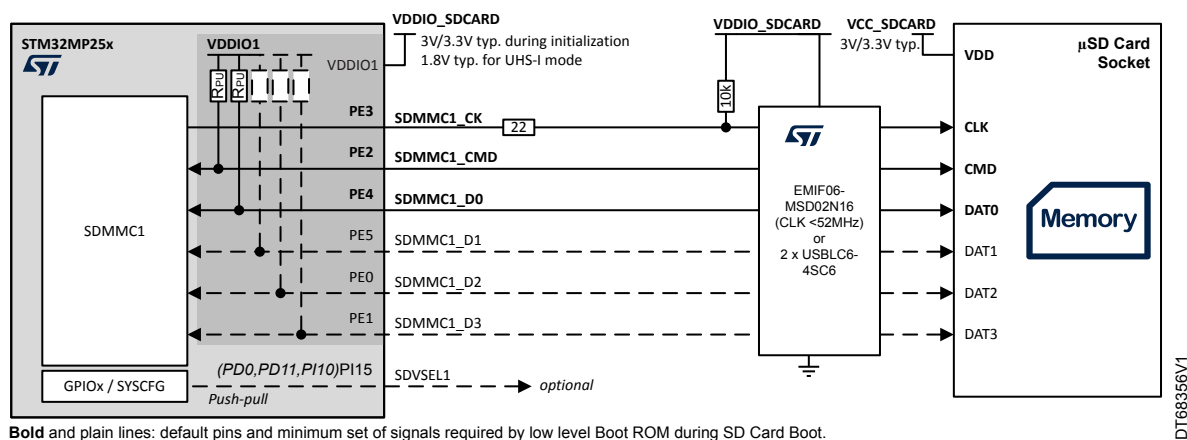 STM32MP25x
VDDIO1
VDDIO1
RPU
RPU
VDDIO_SDCARD
3V/3.3V typ. during initialization
1.8V typ. for UHS-I mode
VDDIO_SDCARD
VCC_SDCARD
3V/3.3V typ.
VDD
µSD Card
Socket
10k
PE3
SDMMC1_CK
22
CLK
PE2
SDMMC1_CMD
CMD
PE4
SDMMC1_D0
DAT0
SDMMC1
PE5
SDMMC1_D1
DAT1
PE0
SDMMC1_D2
DAT2
PE1
SDMMC1_D3
DAT3
ST
EMIF06-
MSD02N16
(CLK <52MHz)
or
2 x USBLC6-
4SC6
Memory
GPIOx / SYSCFG
(PD0,PD11,PI10)PI15
Push-pull
SDVSEL1
optional
DT68356V1
Bold and plain lines: default pins and minimum set of signals required by low level Boot ROM during SD Card Boot.